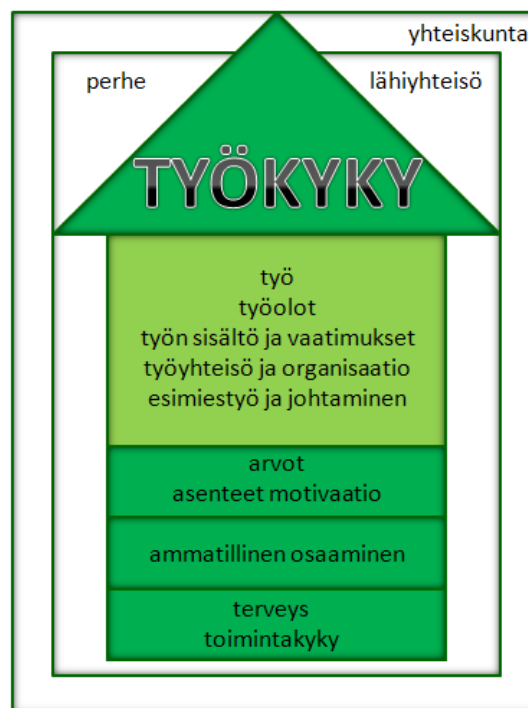 yhteiskunta
perhe
lähiyhteisö
TYÖKYKY
työ
työolot
työn sisältö ja vaatimukset
työyhteisö ja organisaatio
esimiestyö ja johtaminen
arvot
asenteet motivaatio
ammatillinen osaaminen
terveys
toimintakyky